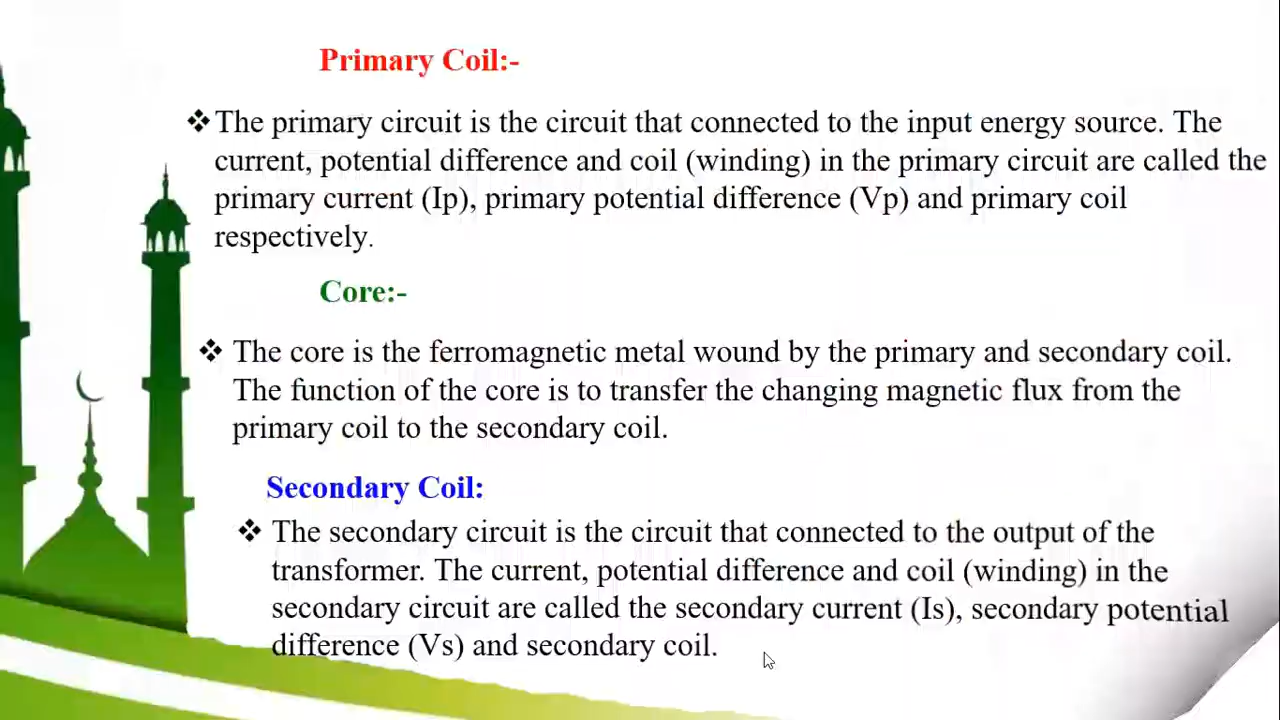 Primary Coil:-
❖The primary circuit is the circuit that connected to the input energy source. The
current, potential difference and coil (winding) in the primary circuit are called the
primary current (Ip), primary potential difference (Vp) and primary coil
respectively.
Core:-
❖ The core is the ferromagnetic metal wound by the primary and secondary coil.
The function of the core is to transfer the changing magnetic flux from the
primary coil to the secondary coil.
Secondary Coil:
❖ The secondary circuit is the circuit that connected to the output of the
transformer. The current, potential difference and coil (winding) in the
secondary circuit are called the secondary current (Is), secondary potential
difference (Vs) and secondary coil.